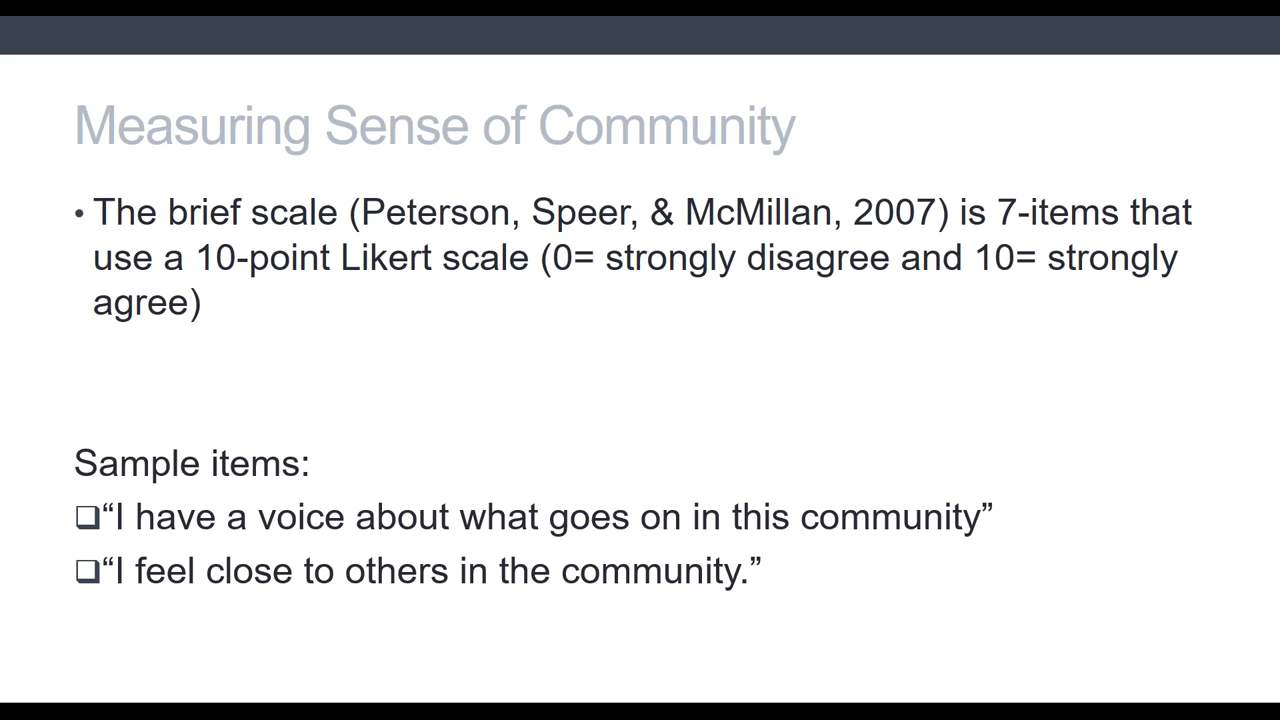 Measuring Sense of Community
• The brief scale (Peterson, Speer, & McMillan, 2007) is 7-items that
use a 10-point Likert scale (0= strongly disagree and 10= strongly
agree)
Sample items:
❑“I have a voice about what goes on in this community”
❑“I feel close to others in the community.”